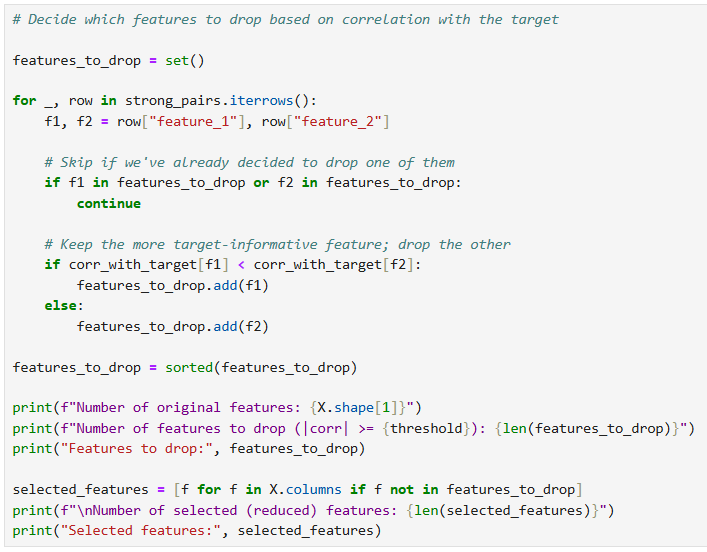 # Decide which features to drop based on correlation with the target

features_to_drop = set()

for _, row in strong_pairs.iterrows():
    f1, f2 = row["feature_1"], row["feature_2"]

    # Skip if we've already decided to drop one of them
    if f1 in features_to_drop or f2 in features_to_drop:
        continue

    # Keep the more target-informative feature; drop the other
    if corr_with_target[f1] < corr_with_target[f2]:
        features_to_drop.add(f1)
    else:
        features_to_drop.add(f2)

features_to_drop = sorted(features_to_drop)

print(f"Number of original features: {X.shape[1]}")
print(f"Number of features to drop (|corr| >= {threshold}): {len(features_to_drop)}")
print("Features to drop:", features_to_drop)

selected_features = [f for f in X.columns if f not in features_to_drop]
print(f"\nNumber of selected (reduced) features: {len(selected_features)}")
print("Selected features:", selected_features)